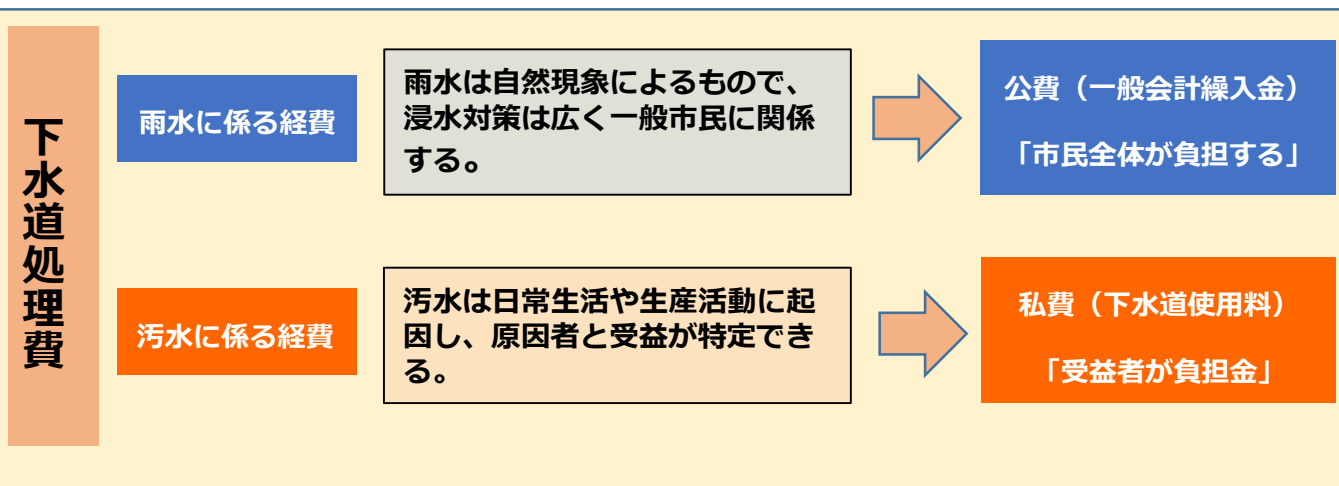 下水道処理費
雨水に係る経費
雨水は自然現象によるもので、
浸水対策は広く一般市民に関係
する。
公費（一般会計繰入金）
「市民全体が負担する」
汚水に係る経費
汚水は日常生活や生産活動に起
因し、原因者と受益が特定でき
る。
私費（下水道使用料）
「受益者が負担金」